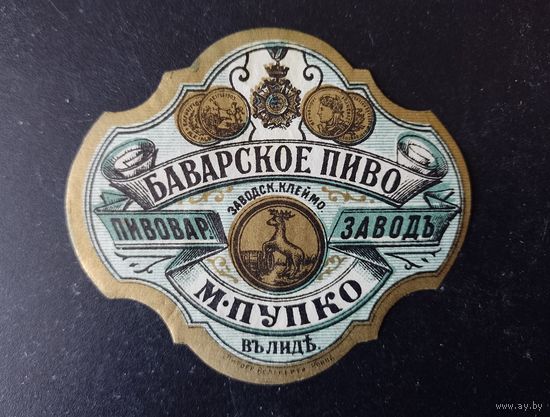 БАВАРСКОЕ ПИВО
ЗАВОДСК. КЛЕЙМО
ПИВОВАР. ЗАВОДЪ
М·ПУПКО
ВЪ ЛИДѢ.
www.ay.by